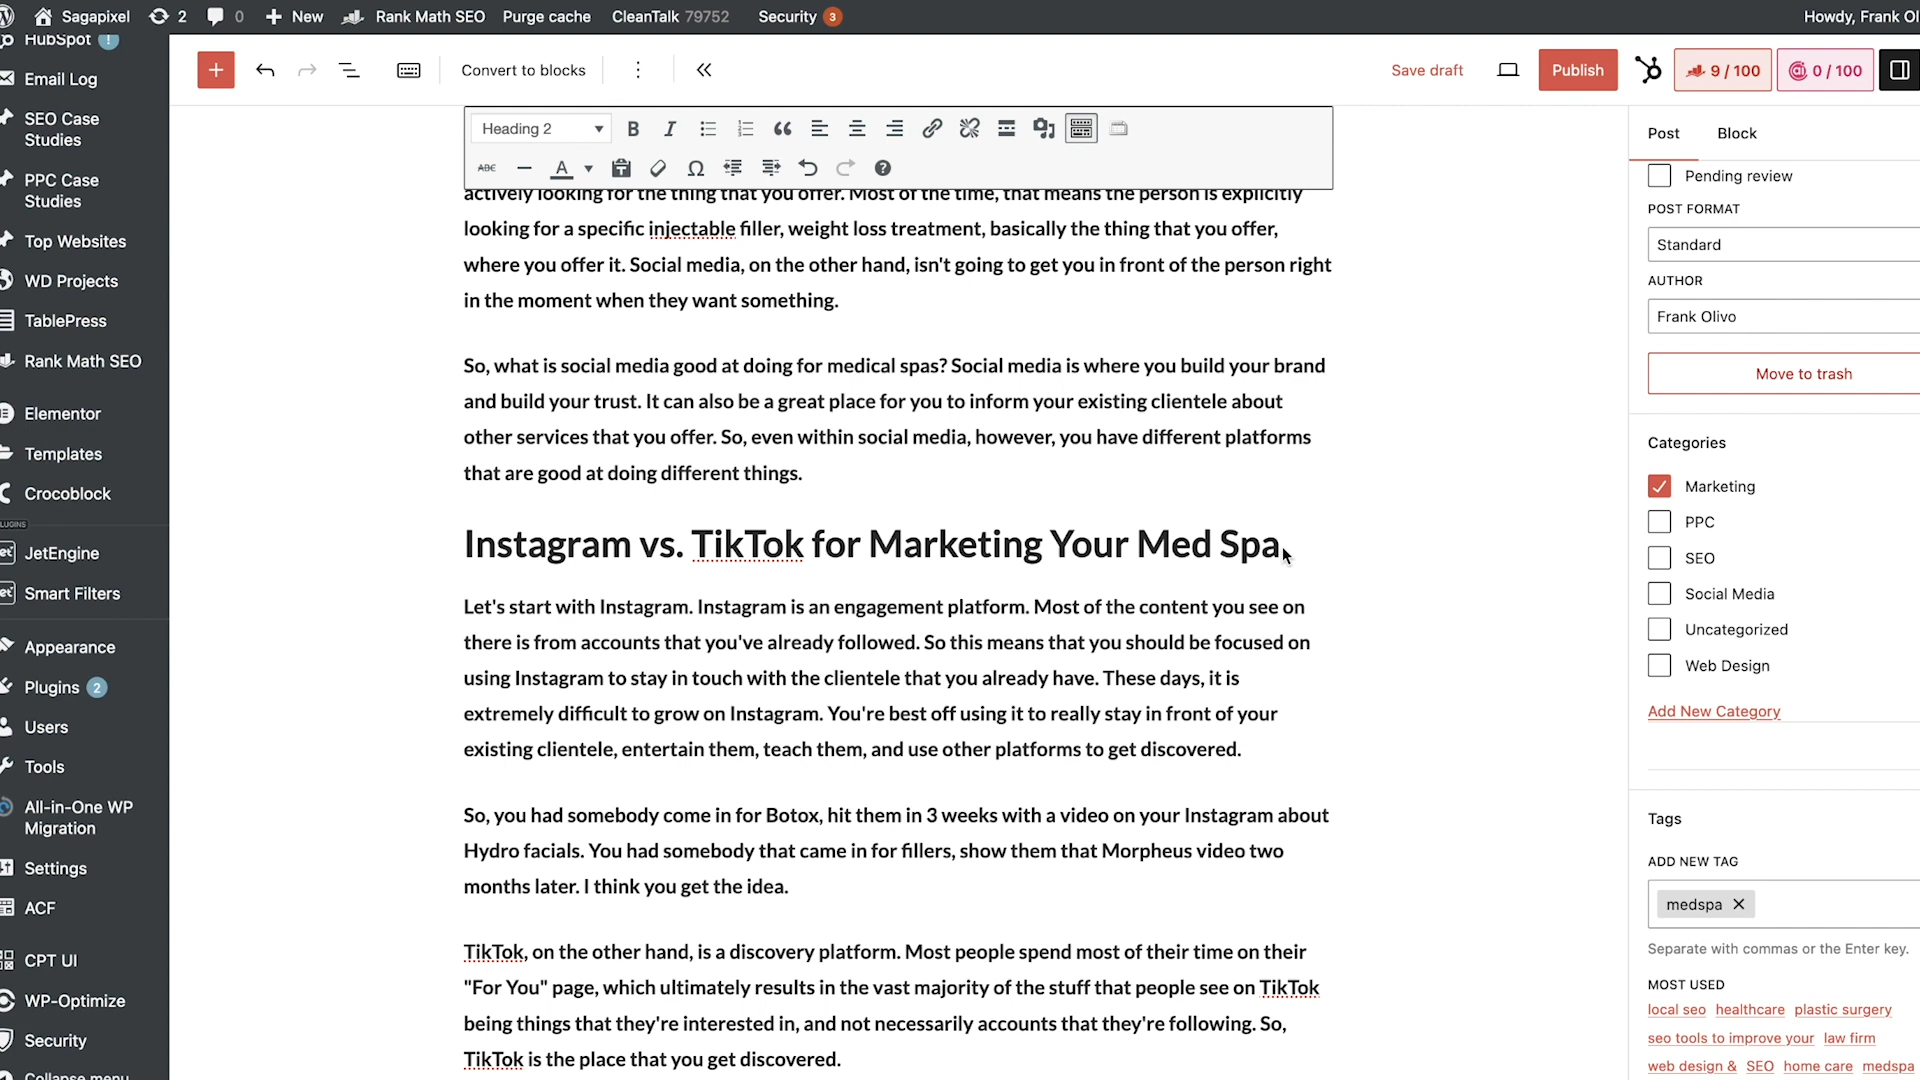 Sagapixel
2
0
New
Rank Math SEO
Purge cache
CleanTalk 79752
Security 3
Howdy, Frank Ol
HubSpot !
Email Log
SEO Case
Studies
PPC Case
Studies
Top Websites
WD Projects
TablePress
Rank Math SEO
Elementor
Templates
Crocoblock
JetEngine
Smart Filters
Appearance
Plugins 2
Users
Tools
All-in-One WP
Migration
Settings
ACF
CPT UI
WP-Optimize
Security
Collapse menu
Convert to blocks
Save draft
Publish
9 / 100
0 / 100
Heading 2
B I
ABC
A
Ω
actively looking for the thing that you offer. Most of the time, that means the person is explicitly
looking for a specific injectable filler, weight loss treatment, basically the thing that you offer,
where you offer it. Social media, on the other hand, isn't going to get you in front of the person right
in the moment when they want something.
So, what is social media good at doing for medical spas? Social media is where you build your brand
and build your trust. It can also be a great place for you to inform your existing clientele about
other services that you offer. So, even within social media, however, you have different platforms
that are good at doing different things.
Instagram vs. TikTok for Marketing Your Med Spa
Let's start with Instagram. Instagram is an engagement platform. Most of the content you see on
there is from accounts that you've already followed. So this means that you should be focused on
using Instagram to stay in touch with the clientele that you already have. These days, it is
extremely difficult to grow on Instagram. You're best off using it to really stay in front of your
existing clientele, entertain them, teach them, and use other platforms to get discovered.
So, you had somebody come in for Botox, hit them in 3 weeks with a video on your Instagram about
Hydro facials. You had somebody that came in for fillers, show them that Morpheus video two
months later. I think you get the idea.
TikTok, on the other hand, is a discovery platform. Most people spend most of their time on their
"For You" page, which ultimately results in the vast majority of the stuff that people see on TikTok
being things that they're interested in, and not necessarily accounts that they're following. So,
TikTok is the place that you get discovered.
Post
Block
Pending review
POST FORMAT
Standard
AUTHOR
Frank Olivo
Move to trash
Categories
Marketing
PPC
SEO
Social Media
Uncategorized
Web Design
Add New Category
Tags
ADD NEW TAG
medspa
Separate with commas or the Enter key.
MOST USED
local seo healthcare plastic surgery
seo tools to improve your law firm
web design & SEO home care medspa